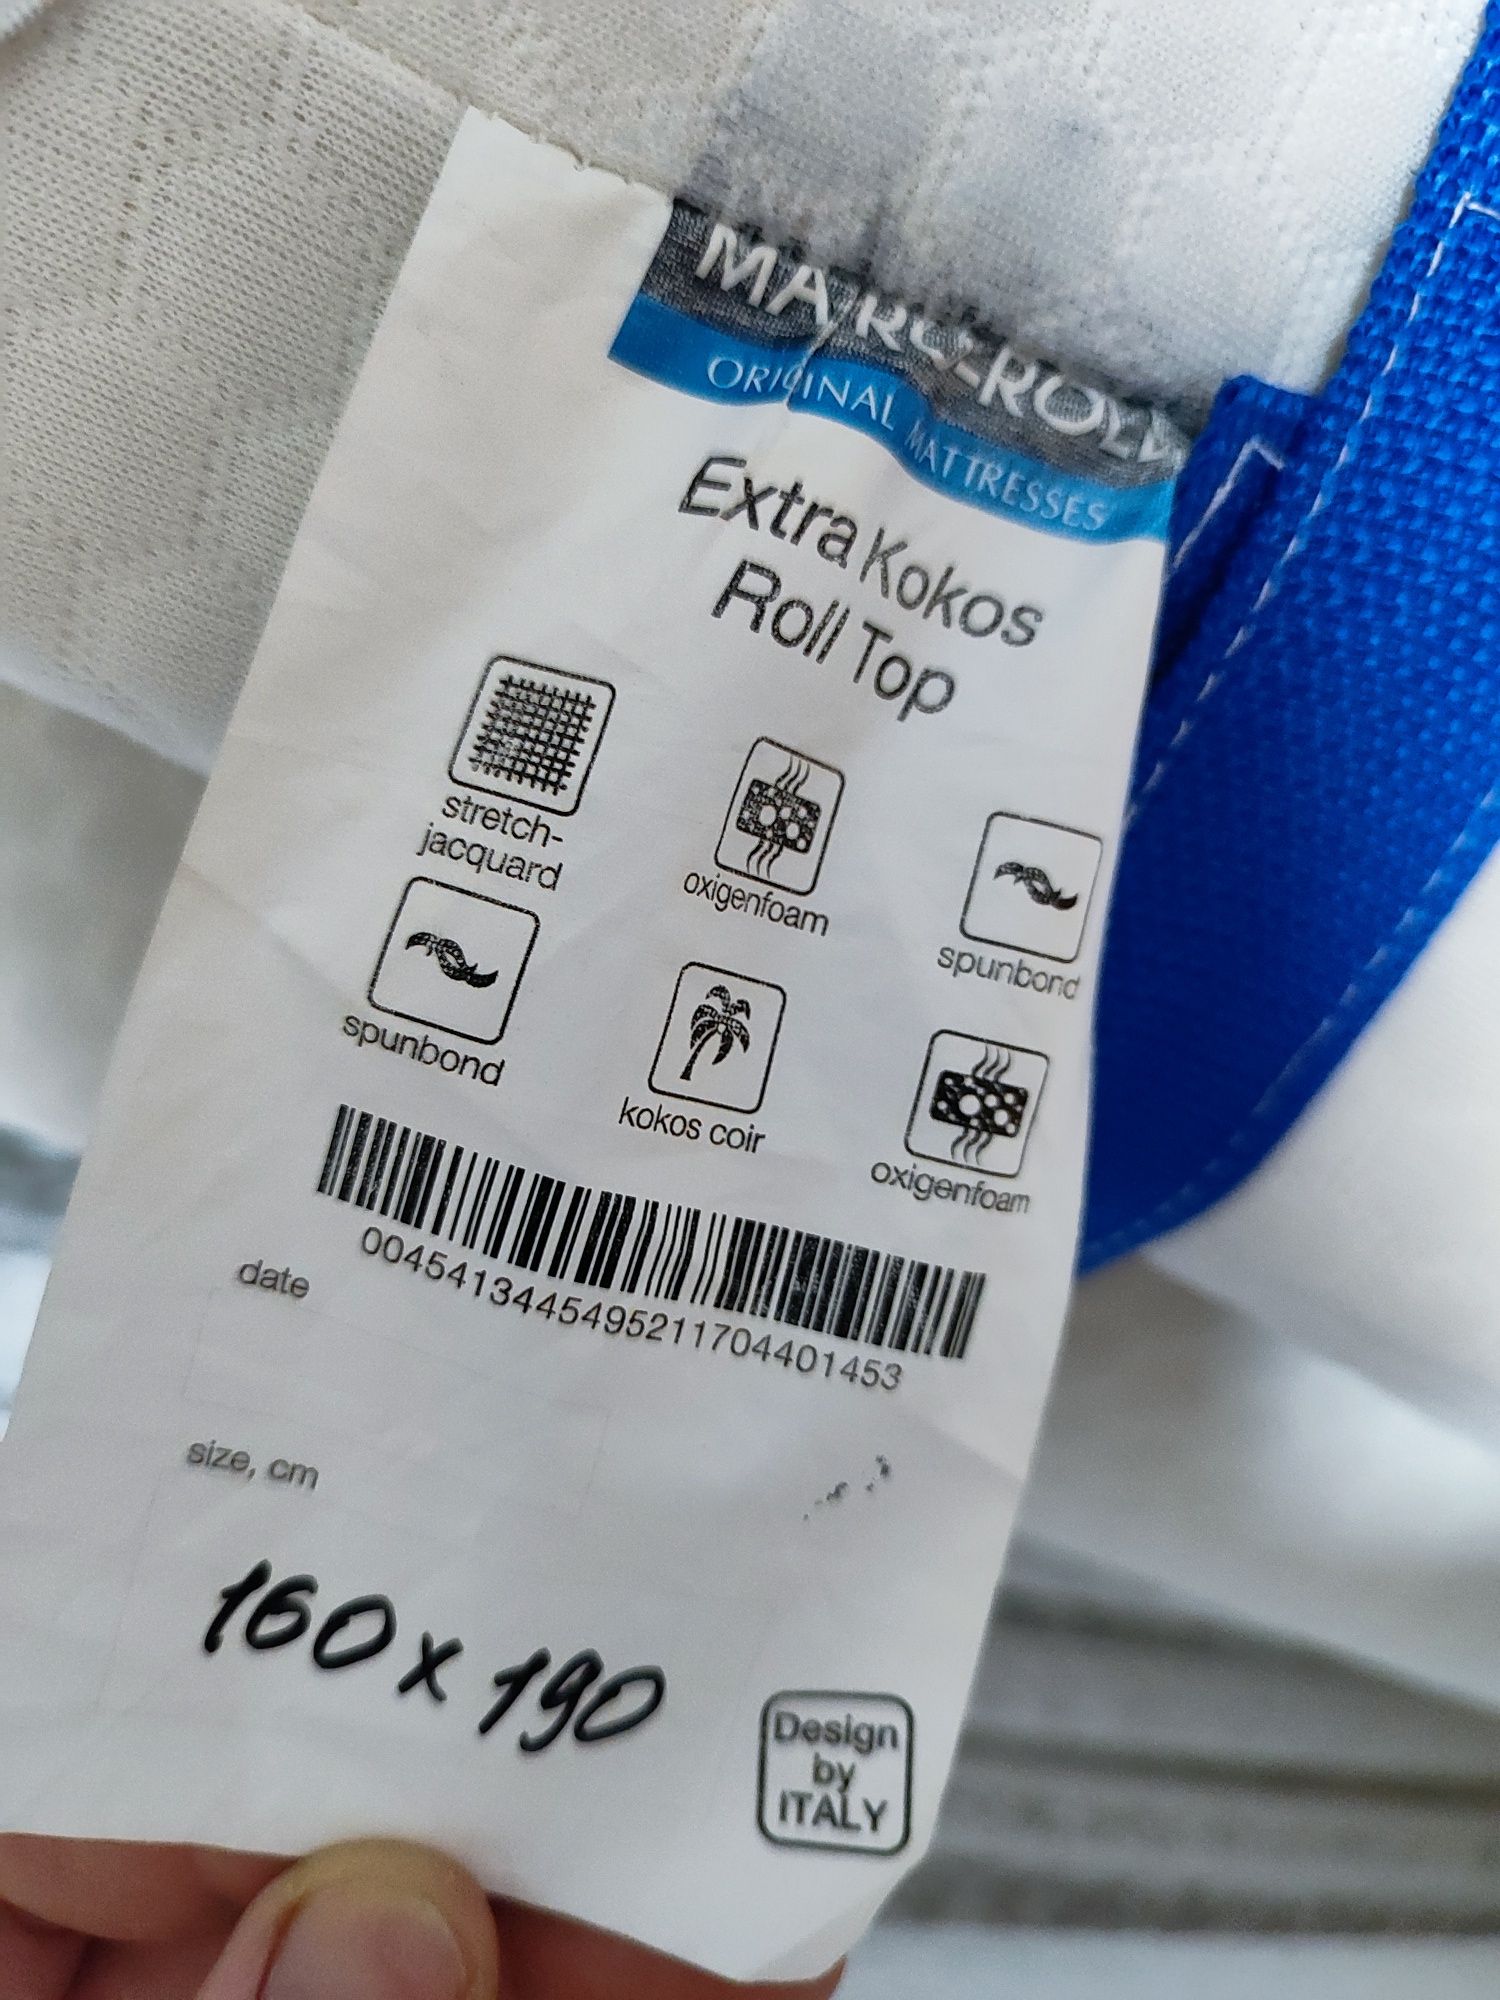 ORIGINAL MATTRESSES
Extra Kokos
Roll Top
stretch-
jacquard
oxigenfoam
spunbond
spunbond
kokos coir
oxigenfoam
0045413445495211704401453
date
size, cm
160 x 190
Design
by
ITALY